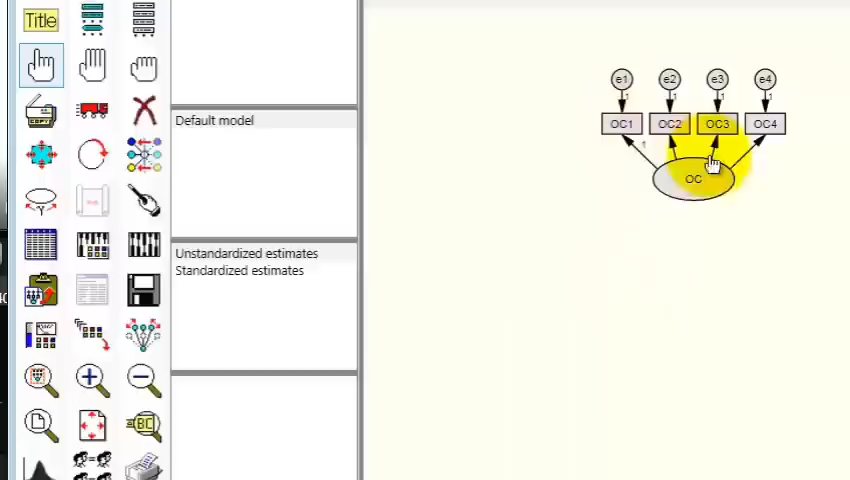 Title
Default model
Unstandardized estimates
Standardized estimates
e1 e2 e3 e4
1 1 1 1
OC1 OC2 OC3 OC4
1
OC